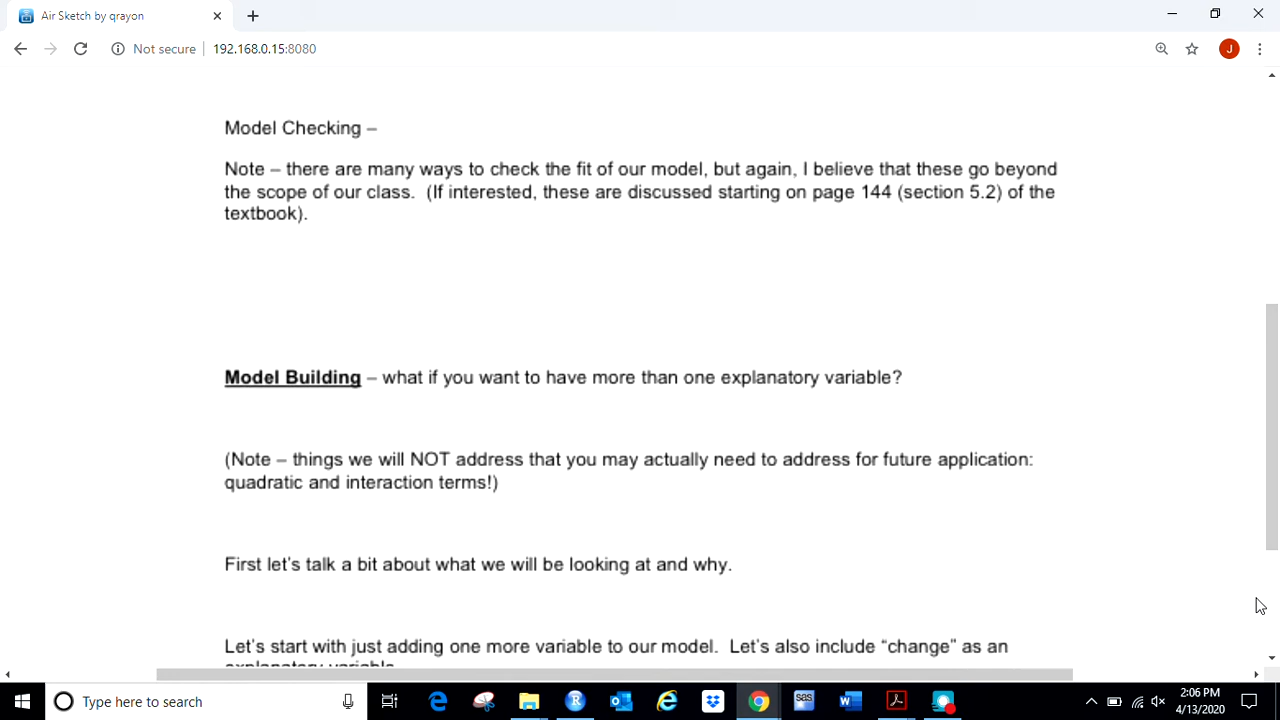 Air Sketch by qrayon
Not secure
192.168.0.15:8080
J
Model Checking –
Note – there are many ways to check the fit of our model, but again, I believe that these go beyond
the scope of our class. (If interested, these are discussed starting on page 144 (section 5.2) of the
textbook).
Model Building – what if you want to have more than one explanatory variable?
(Note – things we will NOT address that you may actually need to address for future application:
quadratic and interaction terms!)
First let's talk a bit about what we will be looking at and why.
Let's start with just adding one more variable to our model. Let's also include “change” as an
explanatory variable
Type here to search
R
SAS
2:06 PM
4/13/2020